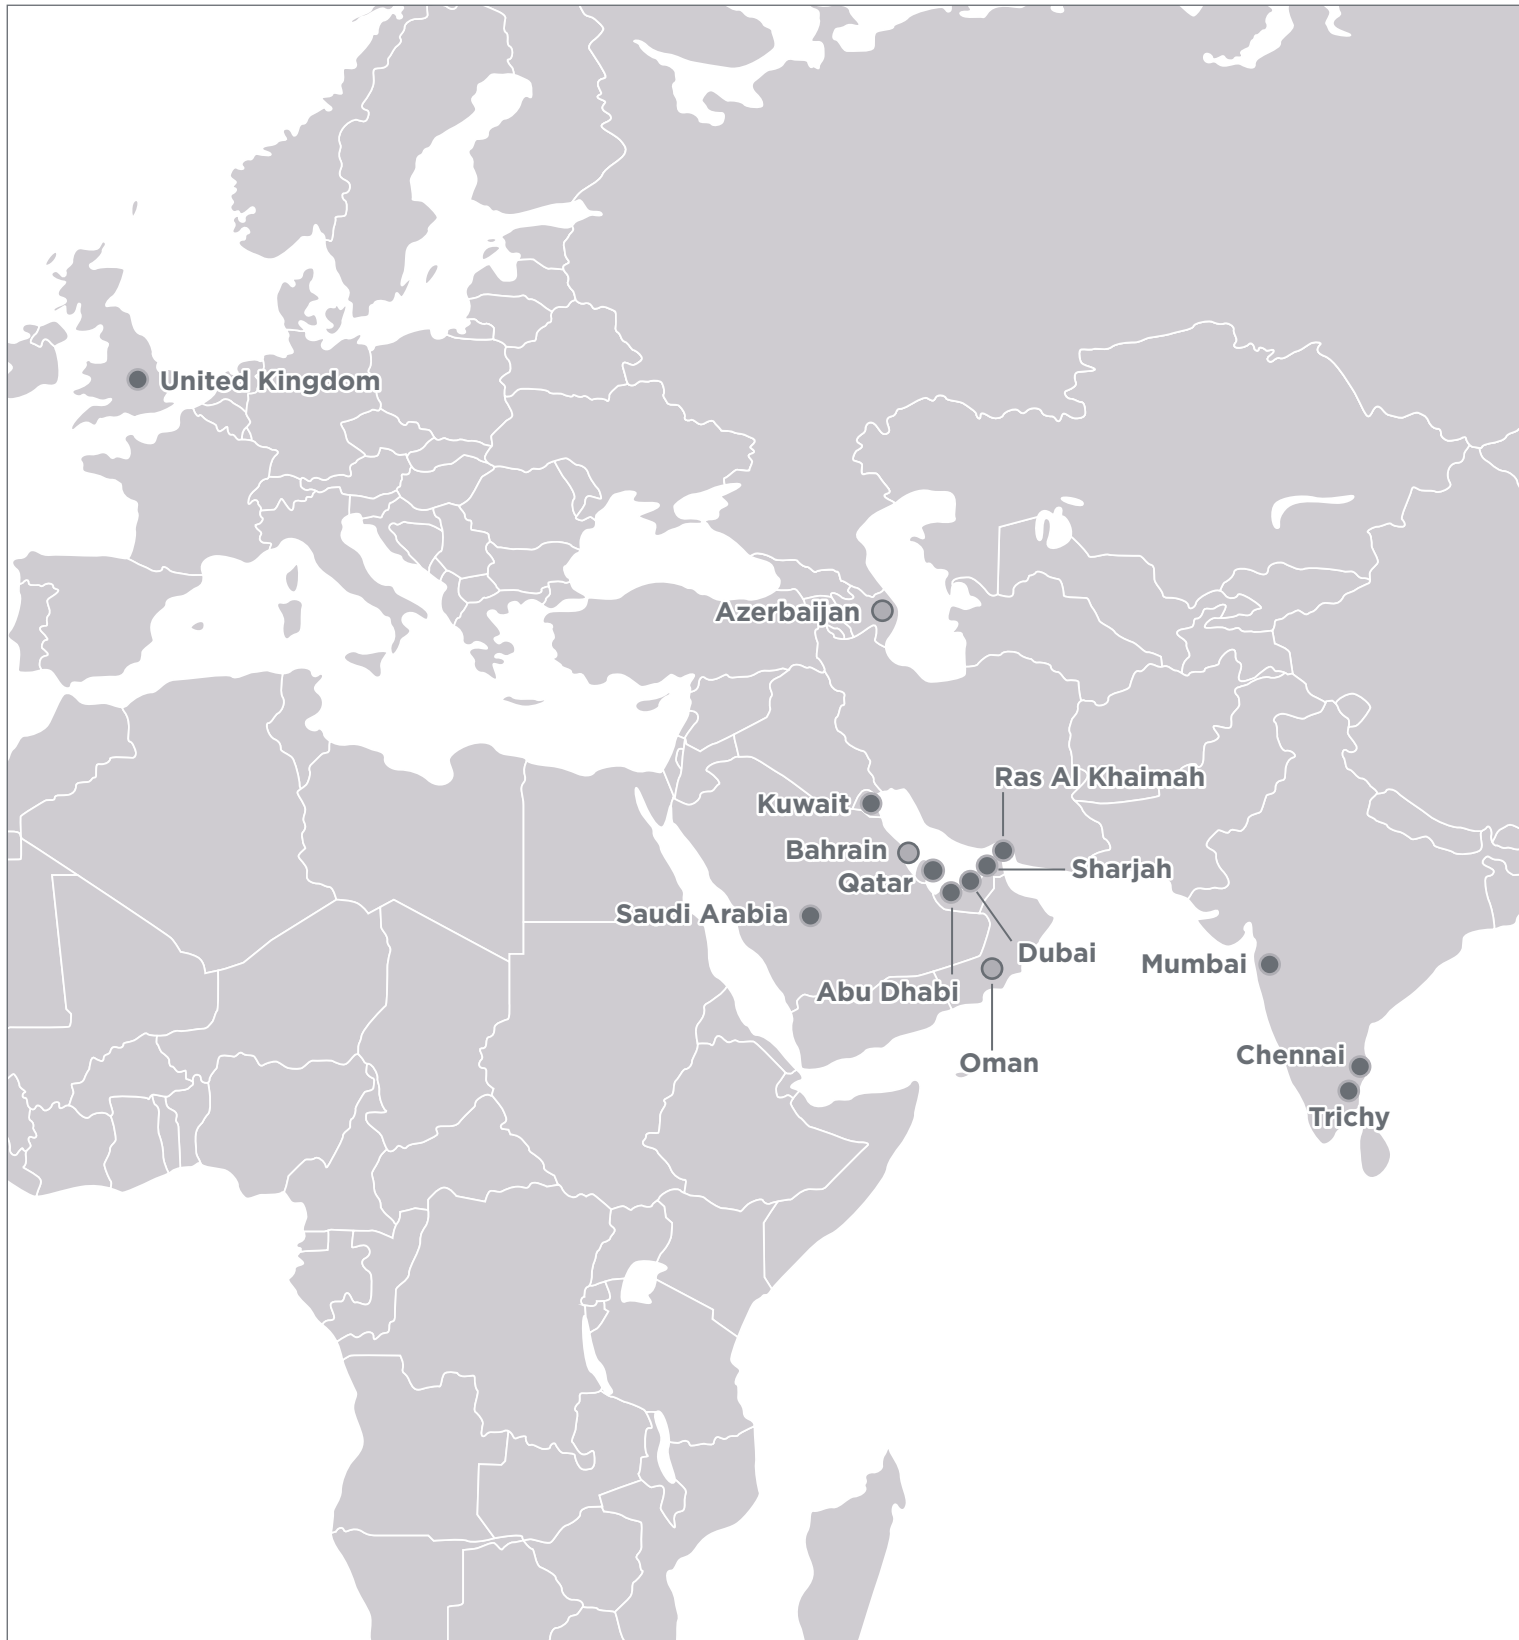 United Kingdom
Azerbaijan
Ras Al Khaimah
Kuwait
Bahrain
Sharjah
Qatar
Saudi Arabia
Dubai
Mumbai
Abu Dhabi
Chennai
Oman
Trichy